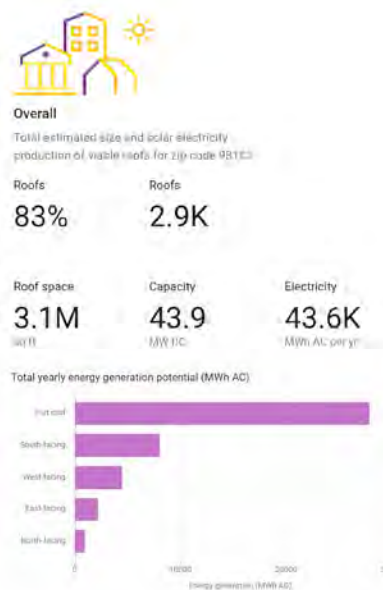 Overall
Total estimated size and solar electricity
production of viable roofs for zip code
Roofs Roofs
83% 2.9K
Roof space Capacity Electricity
3.1M 43.9 43.6K
sq ft MW DC MWh AC per yr
Total yearly energy generation potential (MWh AC)
Flat roof
South-facing
West-facing
East-facing
North-facing
0 10000 20000
Energy generation (MWh AC)